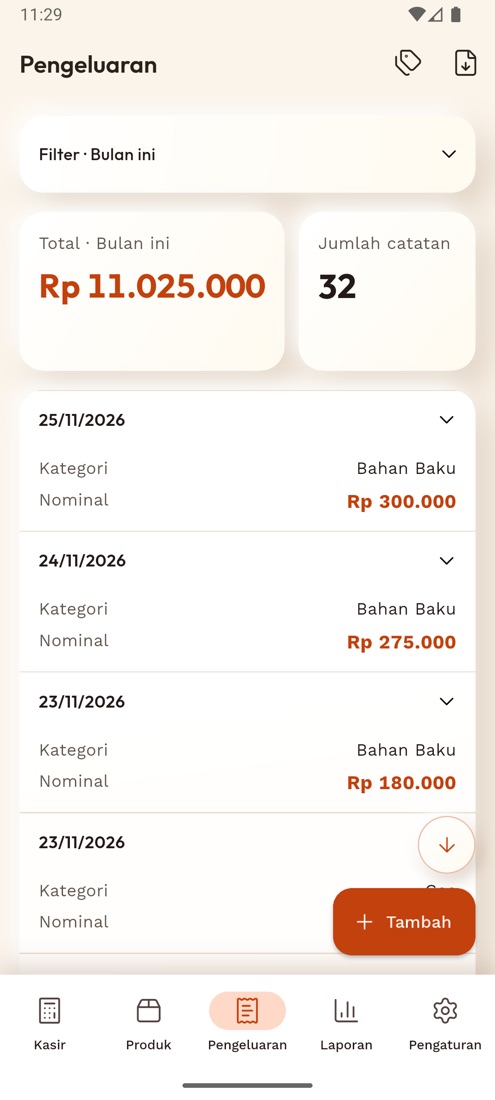 11:29
Pengeluaran
Filter · Bulan ini
Total · Bulan ini
Rp 11.025.000
Jumlah catatan
32
25/11/2026
Kategori Bahan Baku
Nominal Rp 300.000
24/11/2026
Kategori Bahan Baku
Nominal Rp 275.000
23/11/2026
Kategori Bahan Baku
Nominal Rp 180.000
23/11/2026
Kategori
Nominal
Tambah
Kasir Produk Pengeluaran Laporan Pengaturan